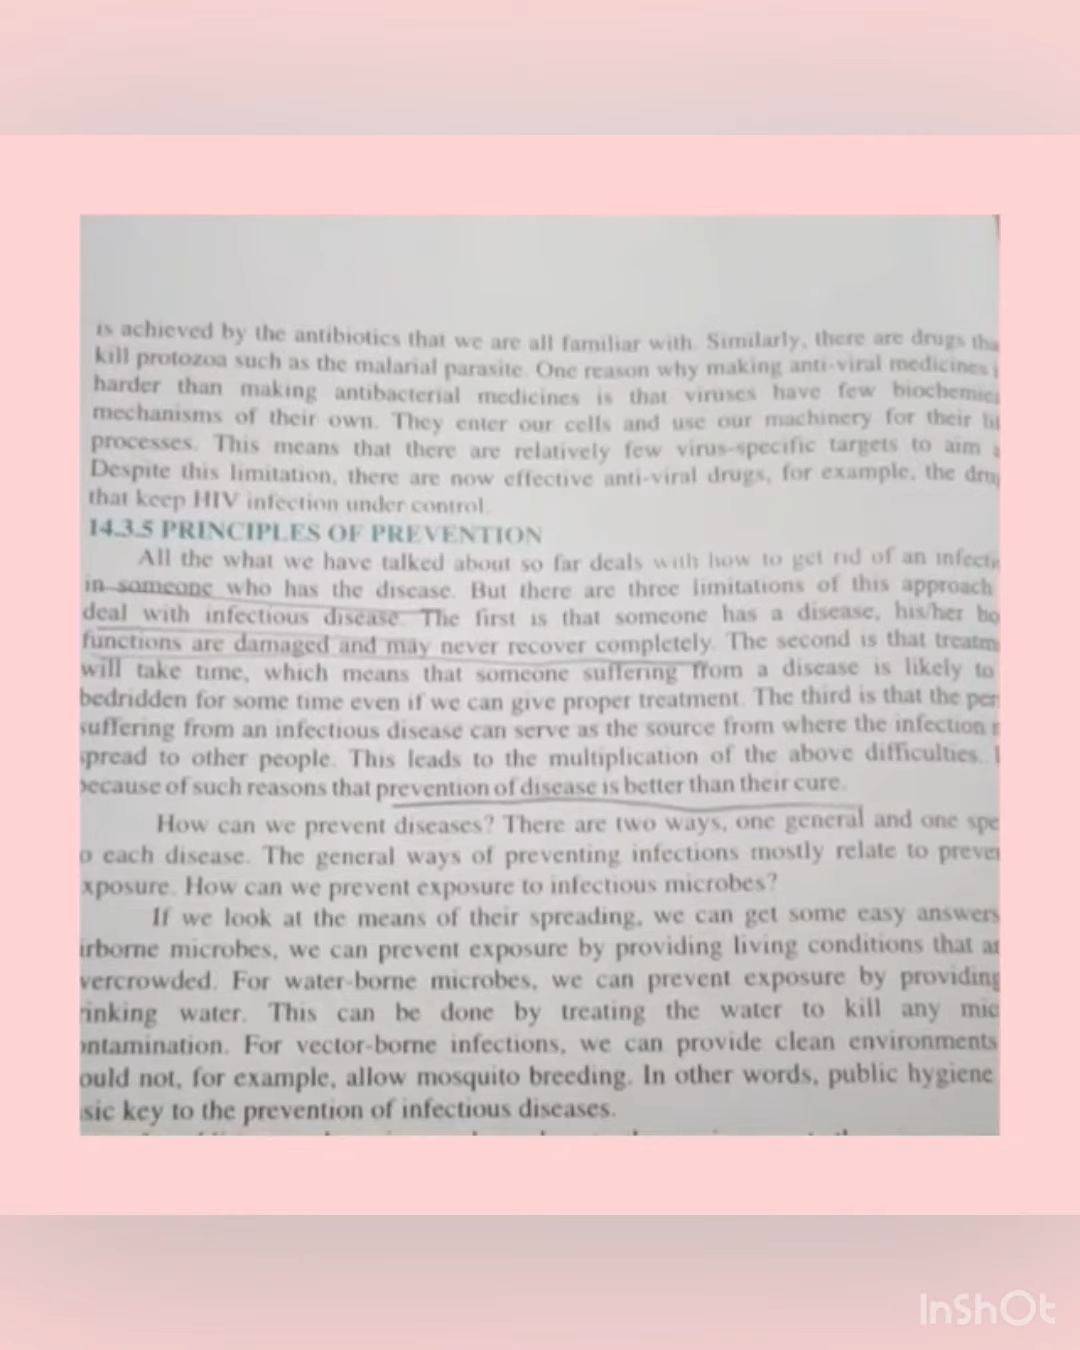 is achieved by the antibiotics that we are all familiar with. Similarly, there are drugs tha
kill protozoa such as the malarial parasite. One reason why making anti-viral medicines i
harder than making antibacterial medicines is that viruses have few biochemica
mechanisms of their own. They enter our cells and use our machinery for their li
processes. This means that there are relatively few virus-specific targets to aim a
Despite this limitation, there are now effective anti-viral drugs, for example, the dru
that keep HIV infection under control.
14.3.5 PRINCIPLES OF PREVENTION
All the what we have talked about so far deals with how to get rid of an infecti
in someone who has the disease. But there are three limitations of this approach
deal with infectious disease. The first is that someone has a disease, his/her bo
functions are damaged and may never recover completely. The second is that treatm
will take time, which means that someone suffering from a disease is likely to
bedridden for some time even if we can give proper treatment. The third is that the per
suffering from an infectious disease can serve as the source from where the infection
spread to other people. This leads to the multiplication of the above difficulties. I
because of such reasons that prevention of disease is better than their cure.
How can we prevent diseases? There are two ways, one general and one spe
o each disease. The general ways of preventing infections mostly relate to preven
xposure. How can we prevent exposure to infectious microbes?
If we look at the means of their spreading, we can get some easy answers
irborne microbes, we can prevent exposure by providing living conditions that ar
vercrowded. For water-borne microbes, we can prevent exposure by providing
rinking water. This can be done by treating the water to kill any mic
ontamination. For vector-borne infections, we can provide clean environments
ould not, for example, allow mosquito breeding. In other words, public hygiene
sic key to the prevention of infectious diseases.
InShOt